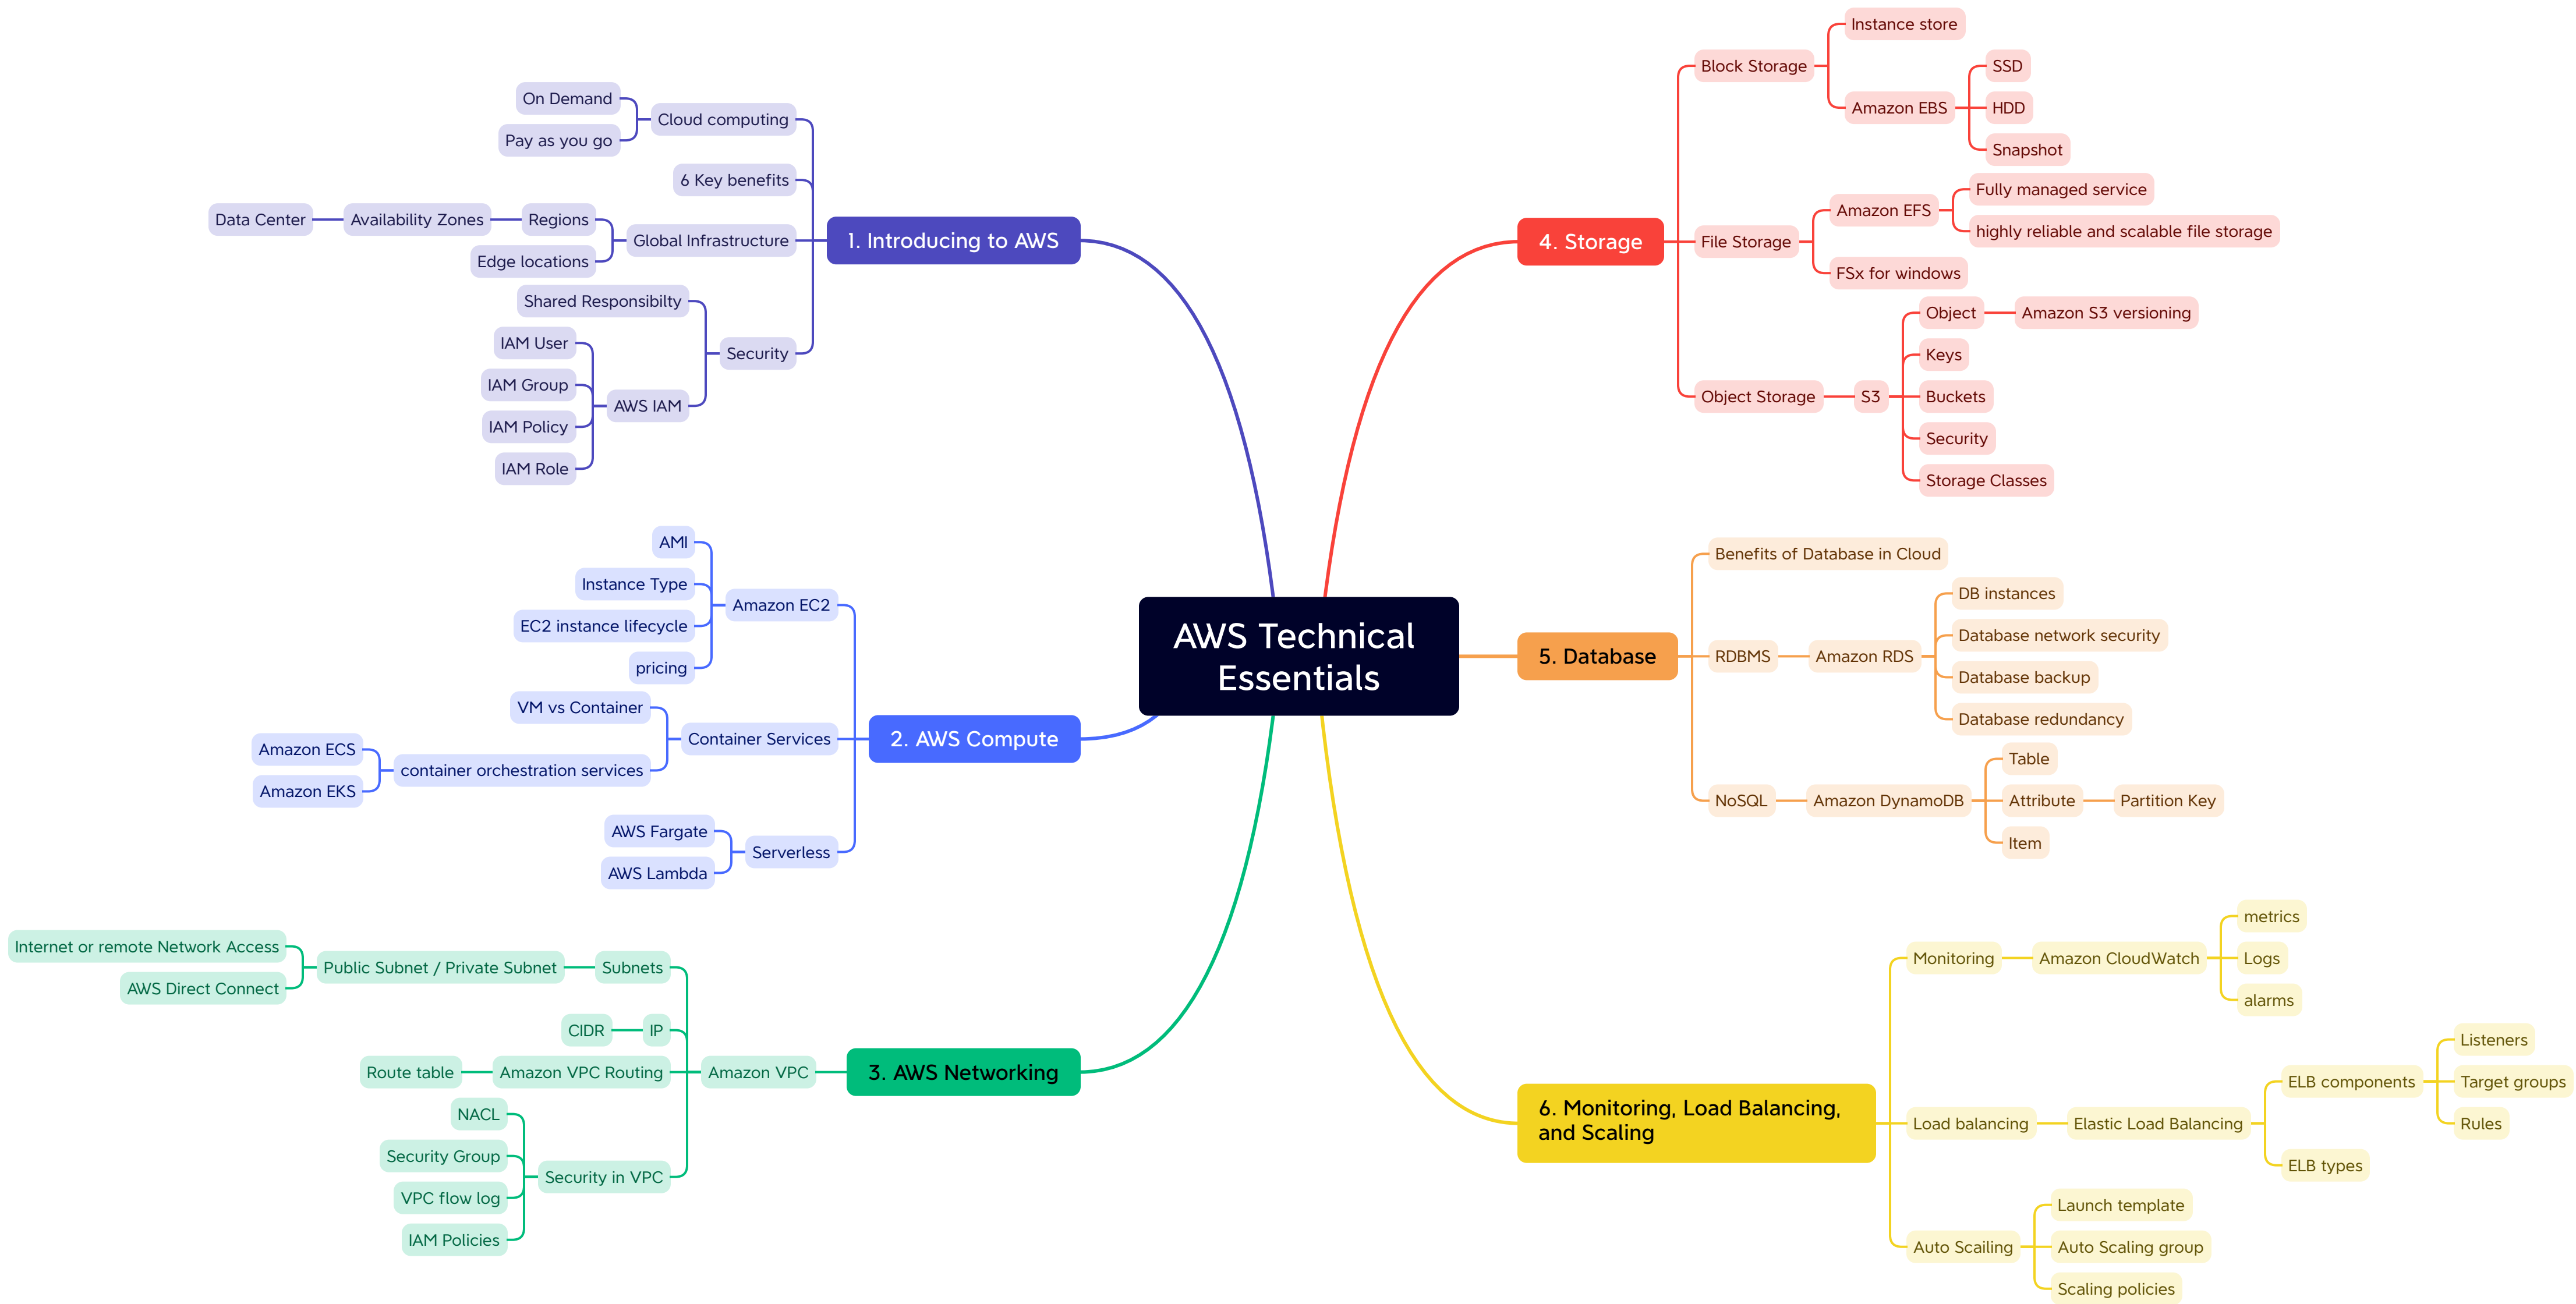 AWS Technical
Essentials
1. Introducing to AWS
Cloud computing
On Demand
Pay as you go
6 Key benefits
Global Infrastructure
Regions
Availability Zones
Data Center
Edge locations
Security
Shared Responsibilty
AWS IAM
IAM User
IAM Group
IAM Policy
IAM Role
2. AWS Compute
Amazon EC2
AMI
Instance Type
EC2 instance lifecycle
pricing
Container Services
VM vs Container
container orchestration services
Amazon ECS
Amazon EKS
Serverless
AWS Fargate
AWS Lambda
3. AWS Networking
Amazon VPC
Subnets
Public Subnet / Private Subnet
Internet or remote Network Access
AWS Direct Connect
IP
CIDR
Amazon VPC Routing
Route table
Security in VPC
NACL
Security Group
VPC flow log
IAM Policies
4. Storage
Block Storage
Instance store
Amazon EBS
SSD
HDD
Snapshot
File Storage
Amazon EFS
Fully managed service
highly reliable and scalable file storage
FSx for windows
Object Storage
S3
Object
Amazon S3 versioning
Keys
Buckets
Security
Storage Classes
5. Database
Benefits of Database in Cloud
RDBMS
Amazon RDS
DB instances
Database network security
Database backup
Database redundancy
NoSQL
Amazon DynamoDB
Table
Attribute
Partition Key
Item
6. Monitoring, Load Balancing,
and Scaling
Monitoring
Amazon CloudWatch
metrics
Logs
alarms
Load balancing
Elastic Load Balancing
ELB components
Listeners
Target groups
Rules
ELB types
Auto Scailing
Launch template
Auto Scaling group
Scaling policies